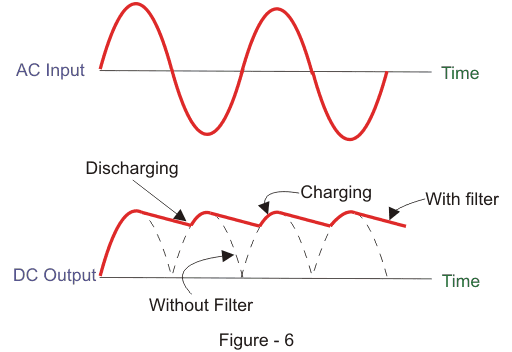 AC Input
Time
Discharging
Charging
With filter
DC Output
Time
Without Filter
Figure - 6